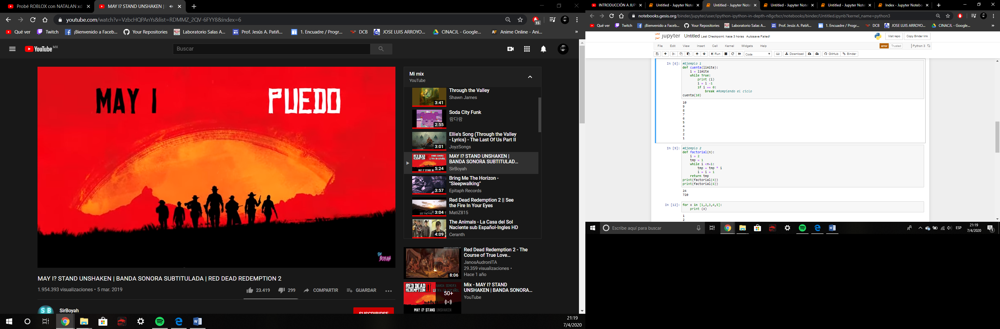 Probé ROBLOX con NATALAN xd
MAY I? STAND UNSHAKEN |
youtube.com/watch?v=VzbcHQPAnYs&list=RDMMZ_2QV-6FYY8&index=6
15
Qué ver
Twitch
¡Bienvenido a Faceb...
Your Repositories
Laboratorio Salas A...
Prof. Jesús A. Patiñ...
1. Encuadre / Progr...
DCB
JOSE LUIS ARROYO...
CINACJL - Google...
AF
Anime Online - Ani...
»
YouTube MX
Buscar
MAY I
PUEDO
BOYAH
Mi mix
YouTube
Through the Valley
Shawn James
3:41
Soda City Funk
람다람
2:55
Ellie's Song (Through the Valley
- Lyrics) - The Last Of Us Part II
JoyzSongs
3:01
MAY I? STAND UNSHAKEN |
BANDA SONORA SUBTITULAD...
SirBoyah
5:24
Bring Me The Horizon -
"Sleepwalking"
Epitaph Records
3:57
Red Dead Redemption 2 || See
the Fire In Your Eyes
MatiZ815
3:04
The Animals - La Casa del Sol
Naciente sub Español-Ingles HD
Ceranth
4:09
Red Dead Redemption 2 - The
Course of True Love...
JanosAudronITA
29.359 visualizaciones •
Hace 1 año
8:06
Mix - MAY I? STAND
UNSHAKEN | BANDA SONORA...
YouTube
RED DEAD
REDEMPTION II
50+
MAY I? STAND UNSHAKEN
MAY I? STAND UNSHAKEN | BANDA SONORA SUBTITULADA | RED DEAD REDEMPTION 2
1.954.393 visualizaciones • 5 mar. 2019
23.419
299
COMPARTIR
GUARDAR
SB
SirBoyah
SUSCRIBIRSE
21:19
7/4/2020
INTRODUCCIÓN A JUP
Untitled - Jupyter Note
Untitled - Jupyter Note
Untitled - Jupyter Note
Untitled - Jupyter Note
Index - Jupyter Notebo
notebooks.gesis.org/binder/jupyter/user/ipython-ipython-in-depth-n8gcfscr/notebooks/binder/Untitled.ipynb?kernel_name=python3
Qué ver
Twitch
¡Bienvenido a Faceb...
Your Repositories
Laboratorio Salas A...
Prof. Jesús A. Patiñ...
1. Encuadre / Progr...
DCB
JOSE LUIS ARROYO...
CINACJL - Google...
»
jupyter Untitled Last Checkpoint: hace 3 horas Autosave Failed!
Visit repo
Copy Binder link
File Edit View Insert Cell Kernel Widgets Help
error Trusted | Python 3
Run
Code
Download
GitHub
Binder
In [6]: #Ejemplo 1
def cuenta(limite):
i = limite
while True:
print (i)
i = i -1
if i == 0:
break #Rompiendo el ciclo
cuenta(10)
10
9
8
7
6
5
4
3
2
1
In [9]: #Ejemplo 2
def factorial(n):
i = 2
tmp = 1
while i <n+1:
tmp = tmp * i
i = i + 1
return tmp
print(factorial(4))
print(factorial(6))
24
720
In [12]: for x in [1,2,3,4,5]:
print (x)
1
2
Escribe aquí para buscar
ESP
21:19
7/4/2020
1